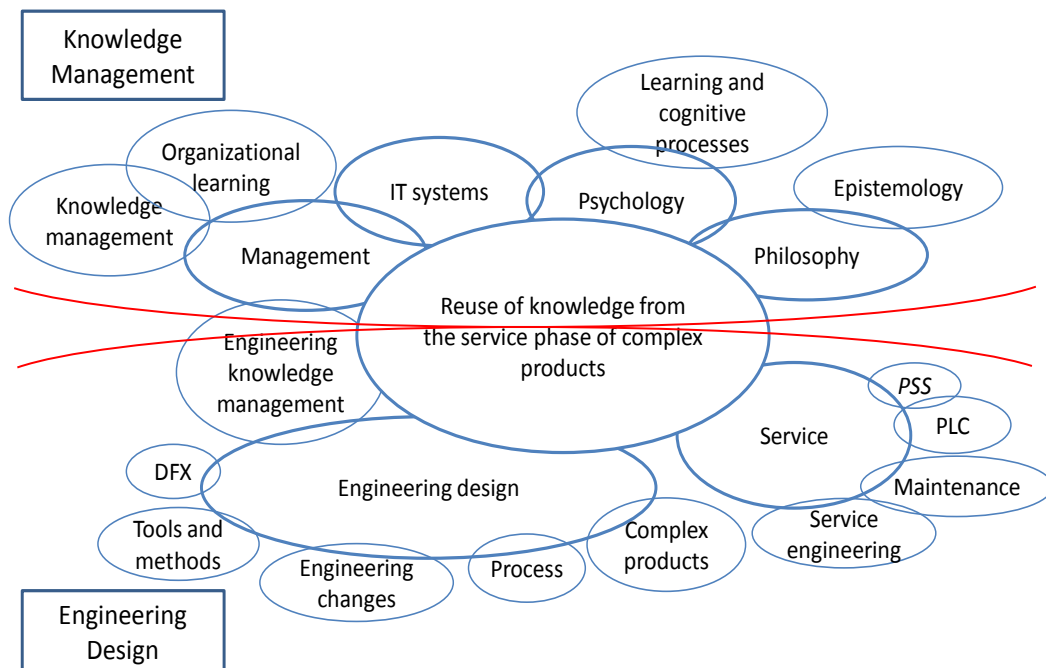 Knowledge
Management
Learning and
cognitive
processes
Organizational
learning
IT systems
Psychology
Epistemology
Knowledge
management
Management
Philosophy
Reuse of knowledge from
the service phase of complex
products
Engineering
knowledge
management
PSS
PLC
Service
DFX
Engineering design
Maintenance
Tools and
methods
Complex
products
Service
engineering
Engineering
changes
Process
Engineering
Design